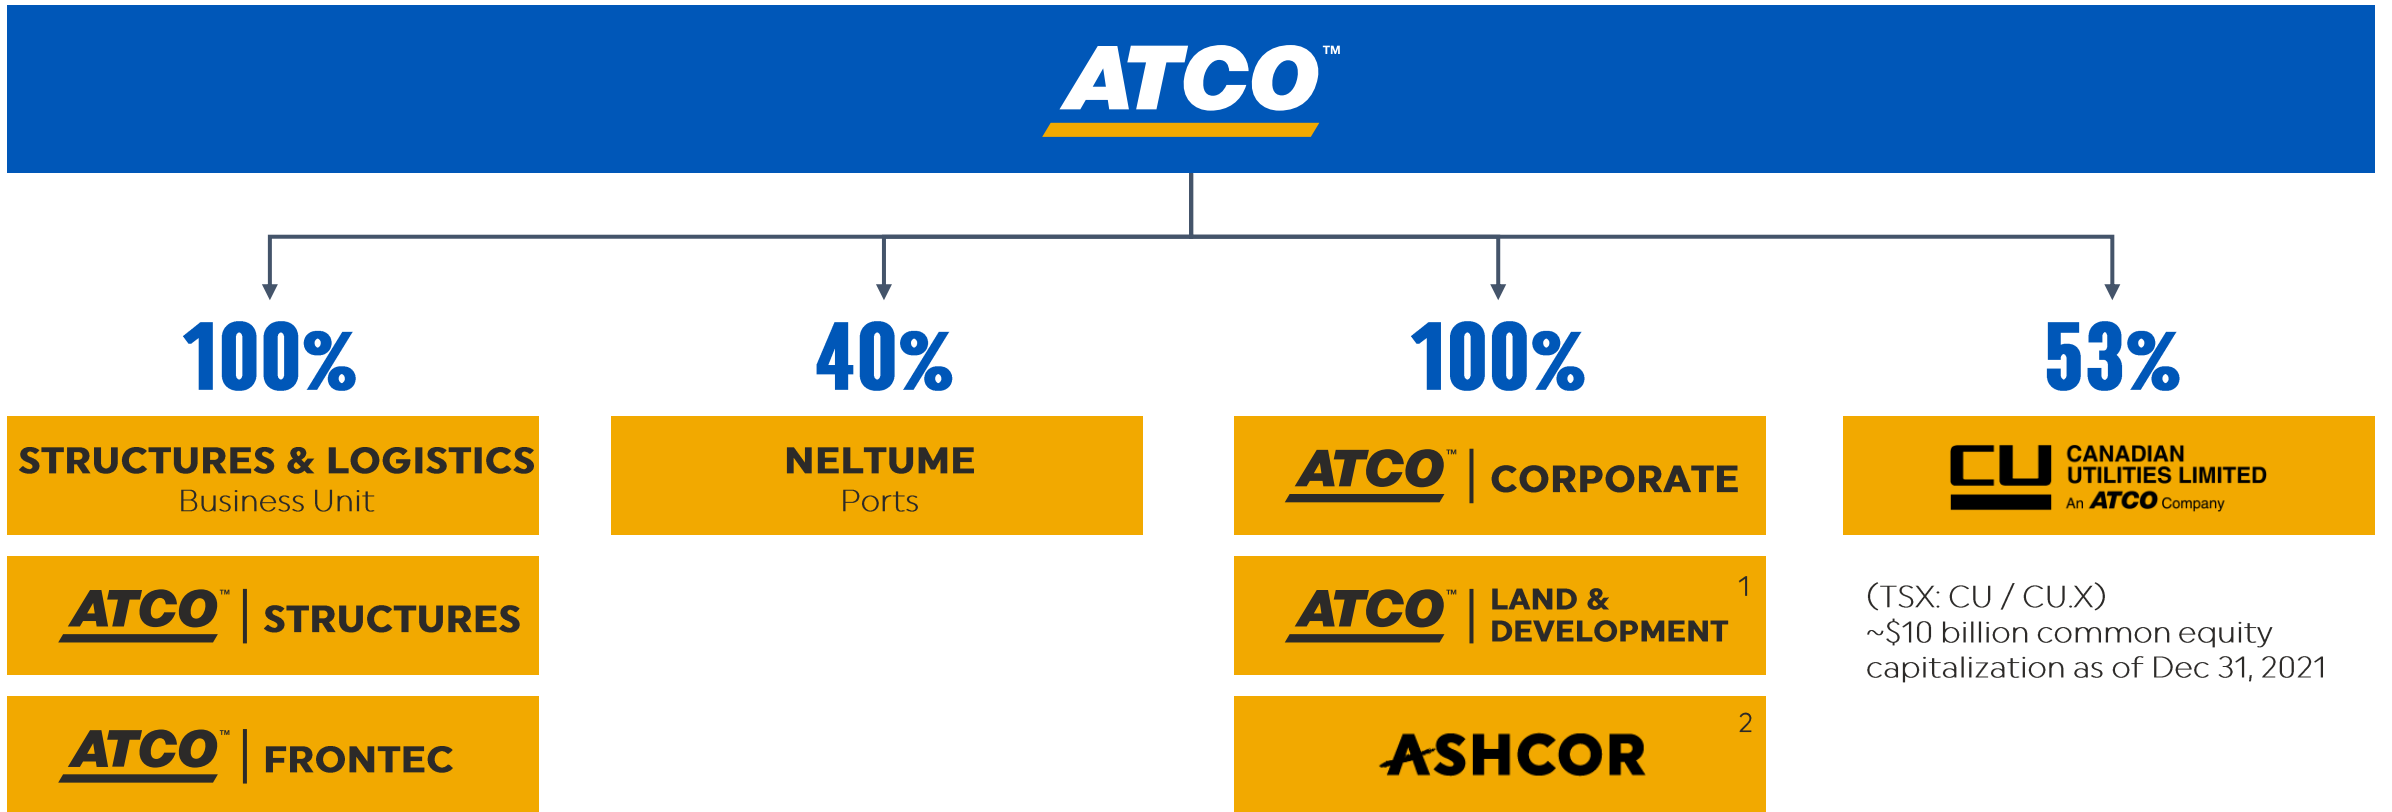 ATCO™
100%
STRUCTURES & LOGISTICS
Business Unit
ATCO™ | STRUCTURES
ATCO™ | FRONTEC
40%
NELTUME
Ports
100%
ATCO™ | CORPORATE
ATCO™ | LAND &
DEVELOPMENT 1
ASHCOR 2
53%
CU CANADIAN
UTILITIES LIMITED
An ATCO Company
(TSX: CU / CU.X)
~$10 billion common equity
capitalization as of Dec 31, 2021